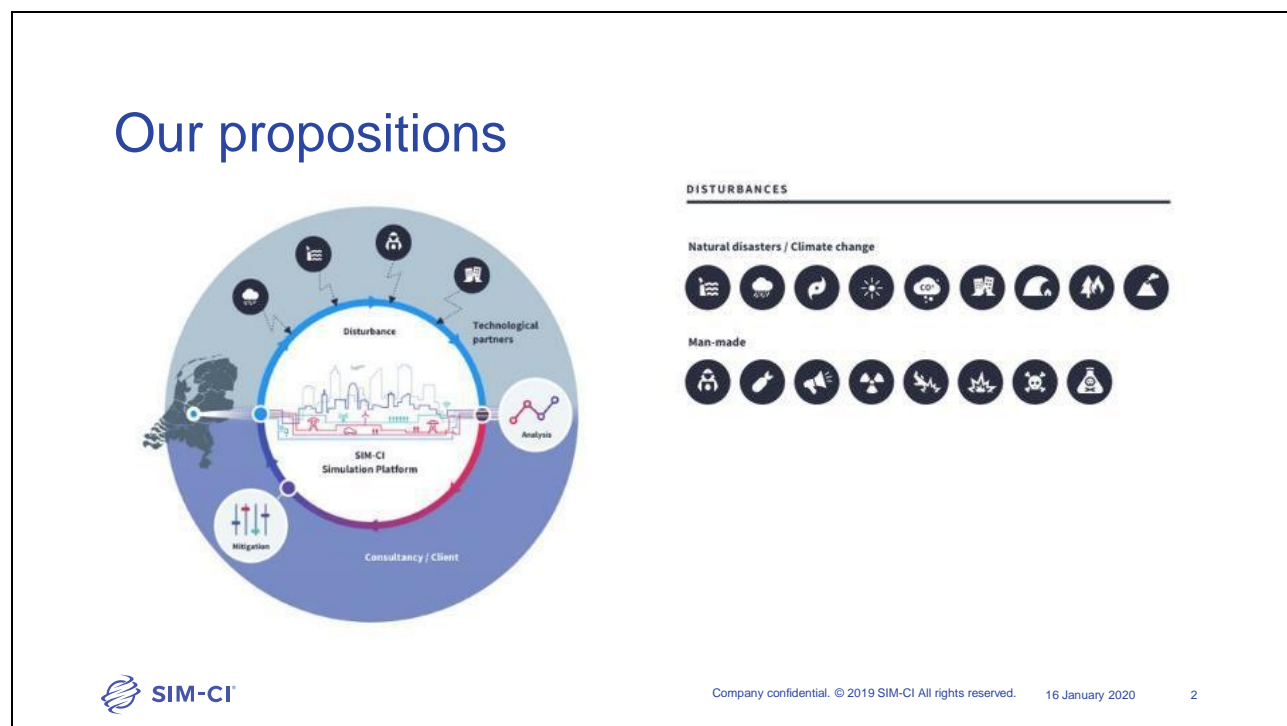 Our propositions
DISTURBANCES
Natural disasters / Climate change
CO²
Man-made
Disturbance
Technological
partners
Analysis
SIM-CI
Simulation Platform
Mitigation
Consultancy / Client
SIM-CI
Company confidential. © 2019 SIM-CI All rights reserved.
16 January 2020
2